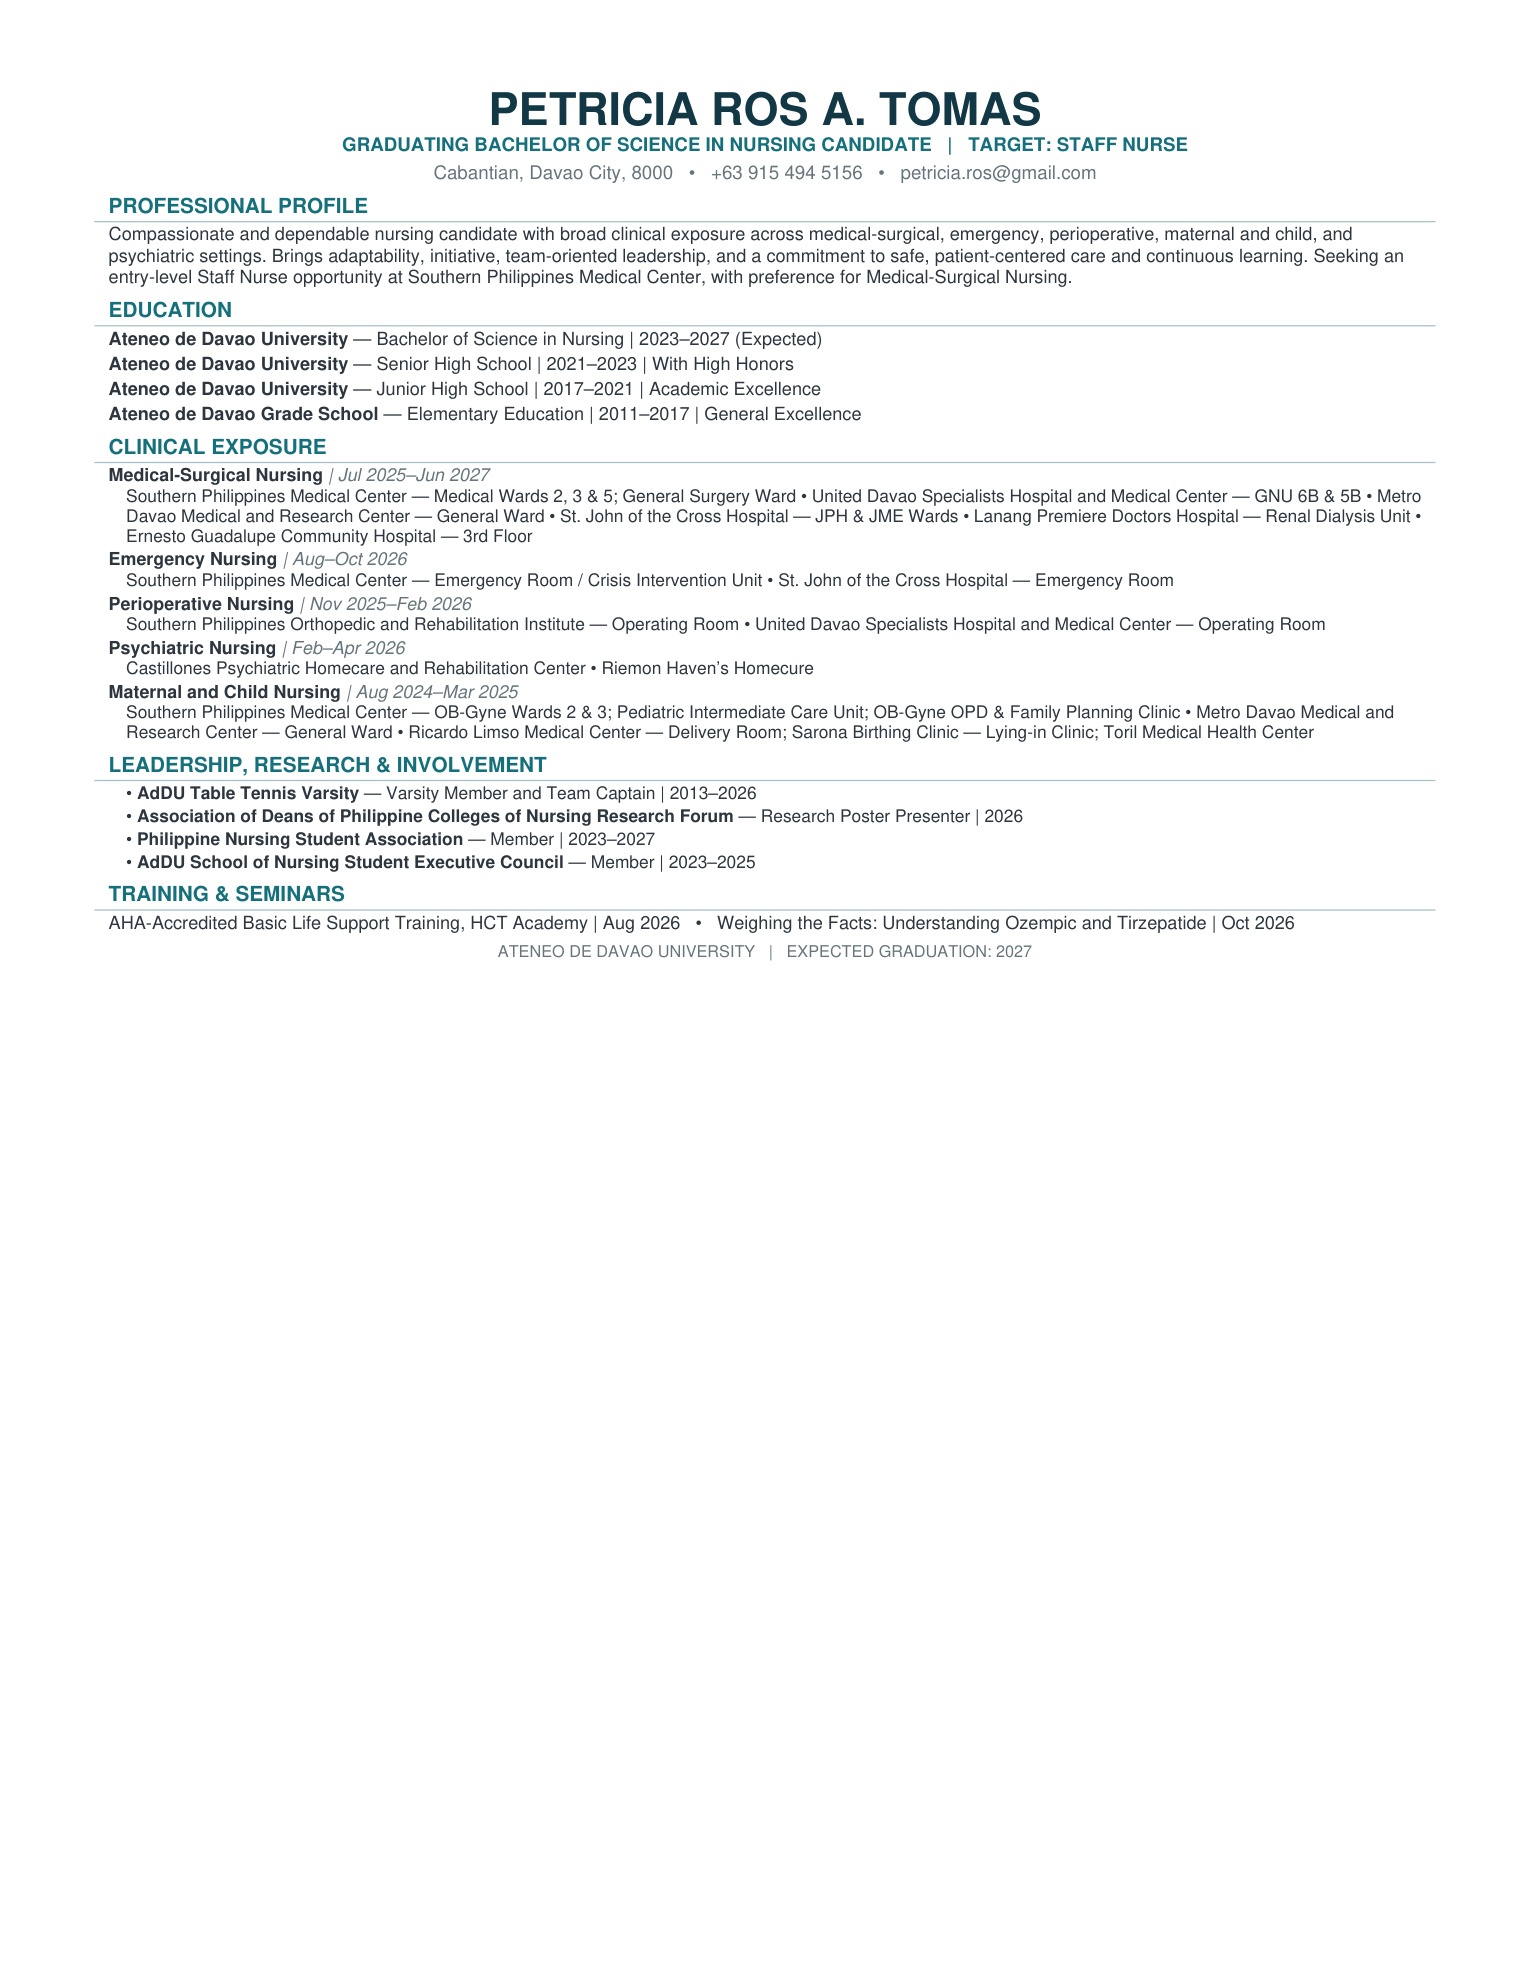 PETRICIA ROS A. TOMAS
GRADUATING BACHELOR OF SCIENCE IN NURSING CANDIDATE | TARGET: STAFF NURSE
Cabantian, Davao City, 8000 • +63 915 494 5156 • petricia.ros@gmail.com
PROFESSIONAL PROFILE
Compassionate and dependable nursing candidate with broad clinical exposure across medical-surgical, emergency, perioperative, maternal and child, and
psychiatric settings. Brings adaptability, initiative, team-oriented leadership, and a commitment to safe, patient-centered care and continuous learning. Seeking an
entry-level Staff Nurse opportunity at Southern Philippines Medical Center, with preference for Medical-Surgical Nursing.
EDUCATION
Ateneo de Davao University — Bachelor of Science in Nursing | 2023–2027 (Expected)
Ateneo de Davao University — Senior High School | 2021–2023 | With High Honors
Ateneo de Davao University — Junior High School | 2017–2021 | Academic Excellence
Ateneo de Davao Grade School — Elementary Education | 2011–2017 | General Excellence
CLINICAL EXPOSURE
Medical-Surgical Nursing | Jul 2025–Jun 2027
Southern Philippines Medical Center — Medical Wards 2, 3 & 5; General Surgery Ward • United Davao Specialists Hospital and Medical Center — GNU 6B & 5B • Metro
Davao Medical and Research Center — General Ward • St. John of the Cross Hospital — JPH & JME Wards • Lanang Premiere Doctors Hospital — Renal Dialysis Unit •
Ernesto Guadalupe Community Hospital — 3rd Floor
Emergency Nursing | Aug–Oct 2026
Southern Philippines Medical Center — Emergency Room / Crisis Intervention Unit • St. John of the Cross Hospital — Emergency Room
Perioperative Nursing | Nov 2025–Feb 2026
Southern Philippines Orthopedic and Rehabilitation Institute — Operating Room • United Davao Specialists Hospital and Medical Center — Operating Room
Psychiatric Nursing | Feb–Apr 2026
Castillones Psychiatric Homecare and Rehabilitation Center • Riemon Haven’s Homecure
Maternal and Child Nursing | Aug 2024–Mar 2025
Southern Philippines Medical Center — OB-Gyne Wards 2 & 3; Pediatric Intermediate Care Unit; OB-Gyne OPD & Family Planning Clinic • Metro Davao Medical and
Research Center — General Ward • Ricardo Limso Medical Center — Delivery Room; Sarona Birthing Clinic — Lying-in Clinic; Toril Medical Health Center
LEADERSHIP, RESEARCH & INVOLVEMENT
• AdDU Table Tennis Varsity — Varsity Member and Team Captain | 2013–2026
• Association of Deans of Philippine Colleges of Nursing Research Forum — Research Poster Presenter | 2026
• Philippine Nursing Student Association — Member | 2023–2027
• AdDU School of Nursing Student Executive Council — Member | 2023–2025
TRAINING & SEMINARS
AHA-Accredited Basic Life Support Training, HCT Academy | Aug 2026 • Weighing the Facts: Understanding Ozempic and Tirzepatide | Oct 2026
ATENEO DE DAVAO UNIVERSITY | EXPECTED GRADUATION: 2027